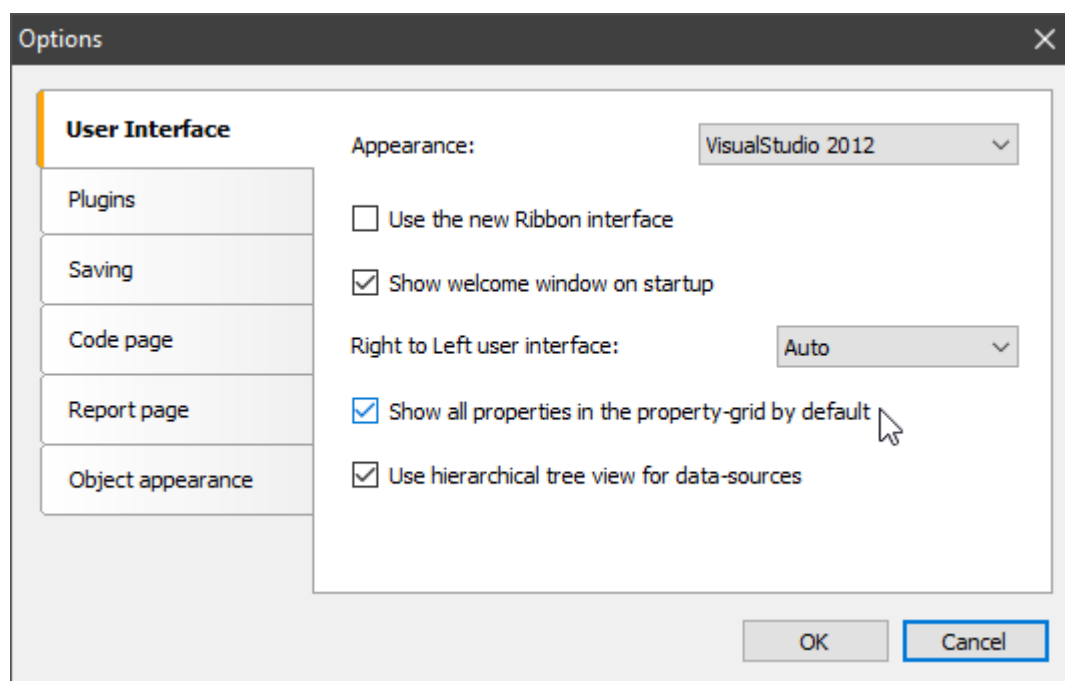 Options
User Interface
Plugins
Saving
Code page
Report page
Object appearance
Appearance: VisualStudio 2012
Use the new Ribbon interface
Show welcome window on startup
Right to Left user interface: Auto
Show all properties in the property-grid by default
Use hierarchical tree view for data-sources
OK Cancel